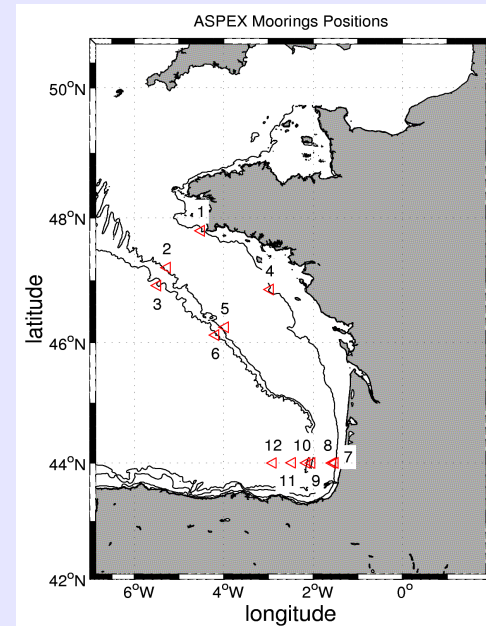 ASPEX Moorings Positions
50°N
48°N
46°N
44°N
42°N
latitude
1
2
3
4
5
6
12 10 8
7
11 9
6°W 4°W 2°W 0°
longitude